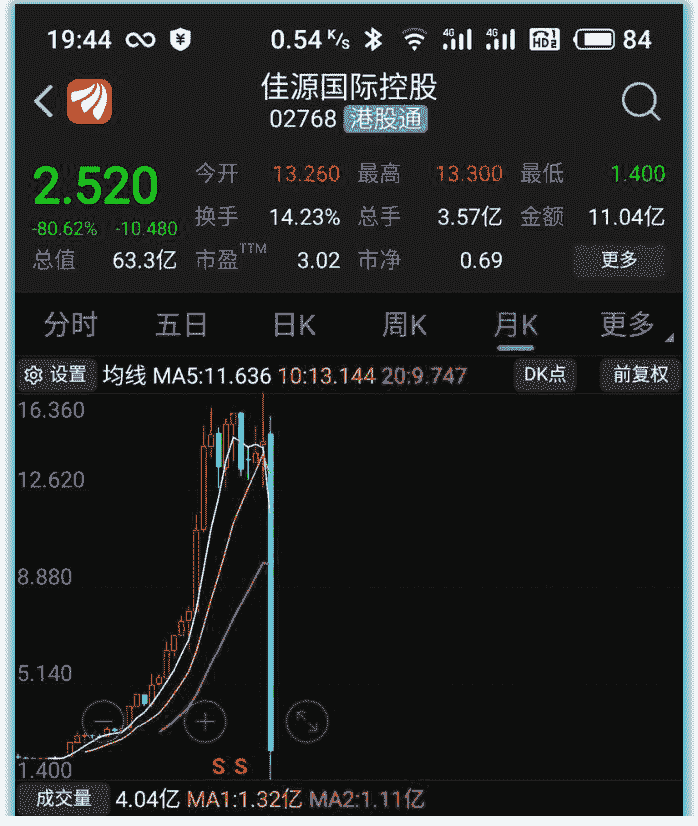 19:44 0.54 K/s 4G 4G HD 1 2 84
佳源国际控股
02768 港股通
2.520 今开 13.260 最高 13.300 最低 1.400
-80.62% -10.480 换手 14.23% 总手 3.57亿 金额 11.04亿
总值 63.3亿 市盈TTM 3.02 市净 0.69 更多
分时 五日 日K 周K 月K 更多
设置 均线 MA5:11.636 10:13.144 20:9.747 DK点 前复权
16.360
12.620
8.880
5.140
S S
1.400
成交量 4.04亿 MA1:1.32亿 MA2:1.11亿